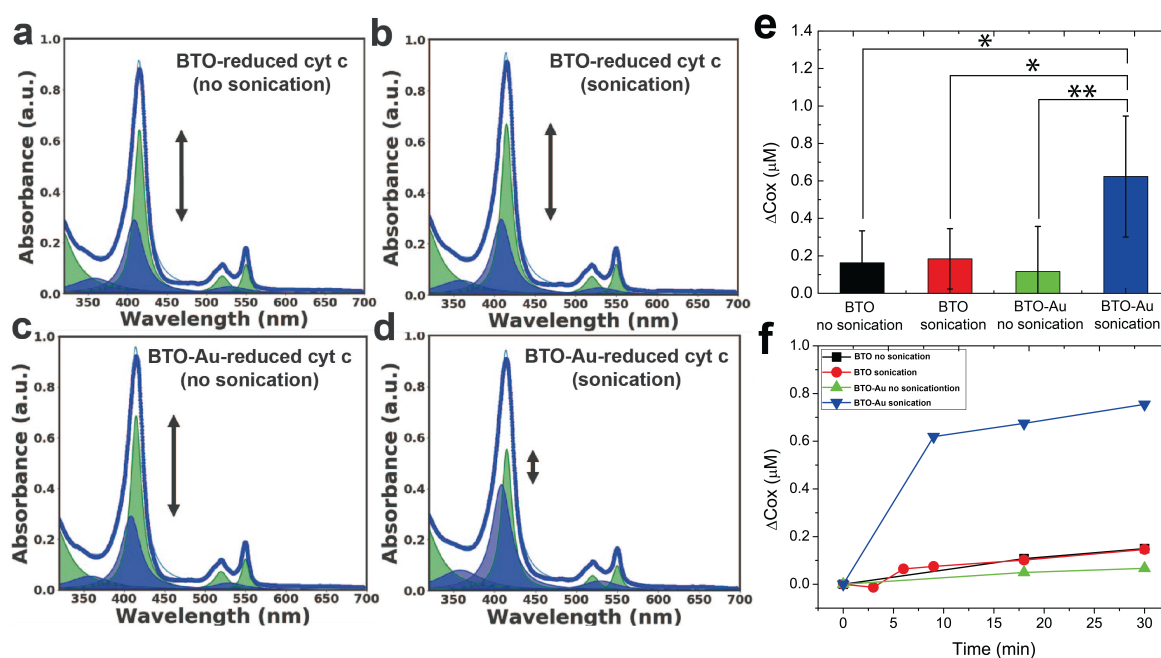 a
BTO-reduced cyt c
(no sonication)
Absorbance (a.u.)
1.0
0.8
0.6
0.4
0.2
0.0
350 400 450 500 550 600 650 700
Wavelength (nm)
b
BTO-reduced cyt c
(sonication)
Absorbance (a.u.)
1.0
0.8
0.6
0.4
0.2
0.0
350 400 450 500 550 600 650 700
Wavelength (nm)
c
BTO-Au-reduced cyt c
(no sonication)
Absorbance (a.u.)
1.0
0.8
0.6
0.4
0.2
0.0
350 400 450 500 550 600 650 700
Wavelength (nm)
d
BTO-Au-reduced cyt c
(sonication)
Absorbance (a.u.)
1.0
0.8
0.6
0.4
0.2
0.0
350 400 450 500 550 600 650 700
Wavelength (nm)
e
ΔCox (μM)
1.4
1.2
1.0
0.8
0.6
0.4
0.2
0.0
*
*
**
BTO
no sonication
BTO
sonication
BTO-Au
no sonication
BTO-Au
sonication
f
ΔCox (μM)
1.0
0.8
0.6
0.4
0.2
0.0
BTO no sonication
BTO sonication
BTO-Au no sonicationtion
BTO-Au sonication
0 5 10 15 20 25 30
Time (min)